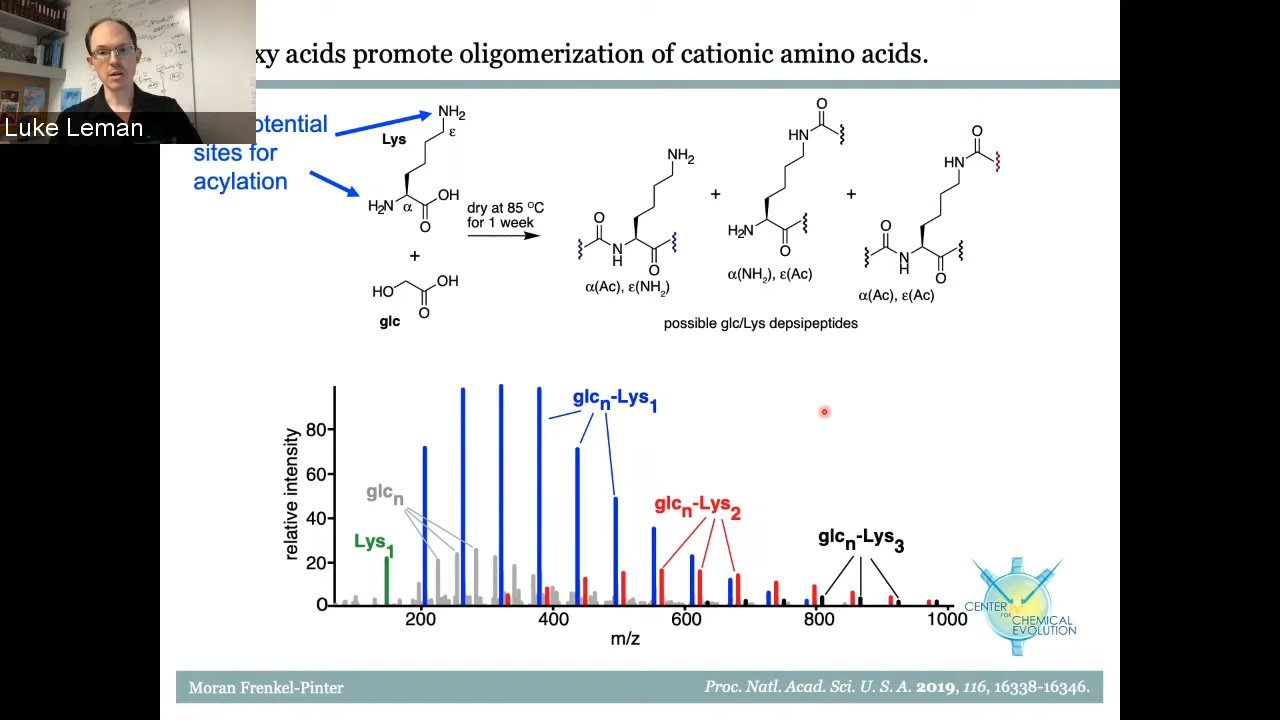 xy acids promote oligomerization of cationic amino acids.
Luke Leman
otential
sites for
acylation
NH2
ε
Lys
H2N
α
OH
O
+
HO
OH
O
glc
dry at 85 ºC
for 1 week
NH2
O
N
H
O
α(Ac), ε(NH2)
+
O
HN
H2N
O
α(NH2), ε(Ac)
+
O
HN
O
N
H
O
α(Ac), ε(Ac)
possible glc/Lys depsipeptides
relative intensity
80
60
40
20
0
200
400
600
800
1000
m/z
Lys1
glcn
glcn-Lys1
glcn-Lys2
glcn-Lys3
CENTER
FOR
CHEMICAL
EVOLUTION
Moran Frenkel-Pinter
Proc. Natl. Acad. Sci. U. S. A. 2019, 116, 16338-16346.